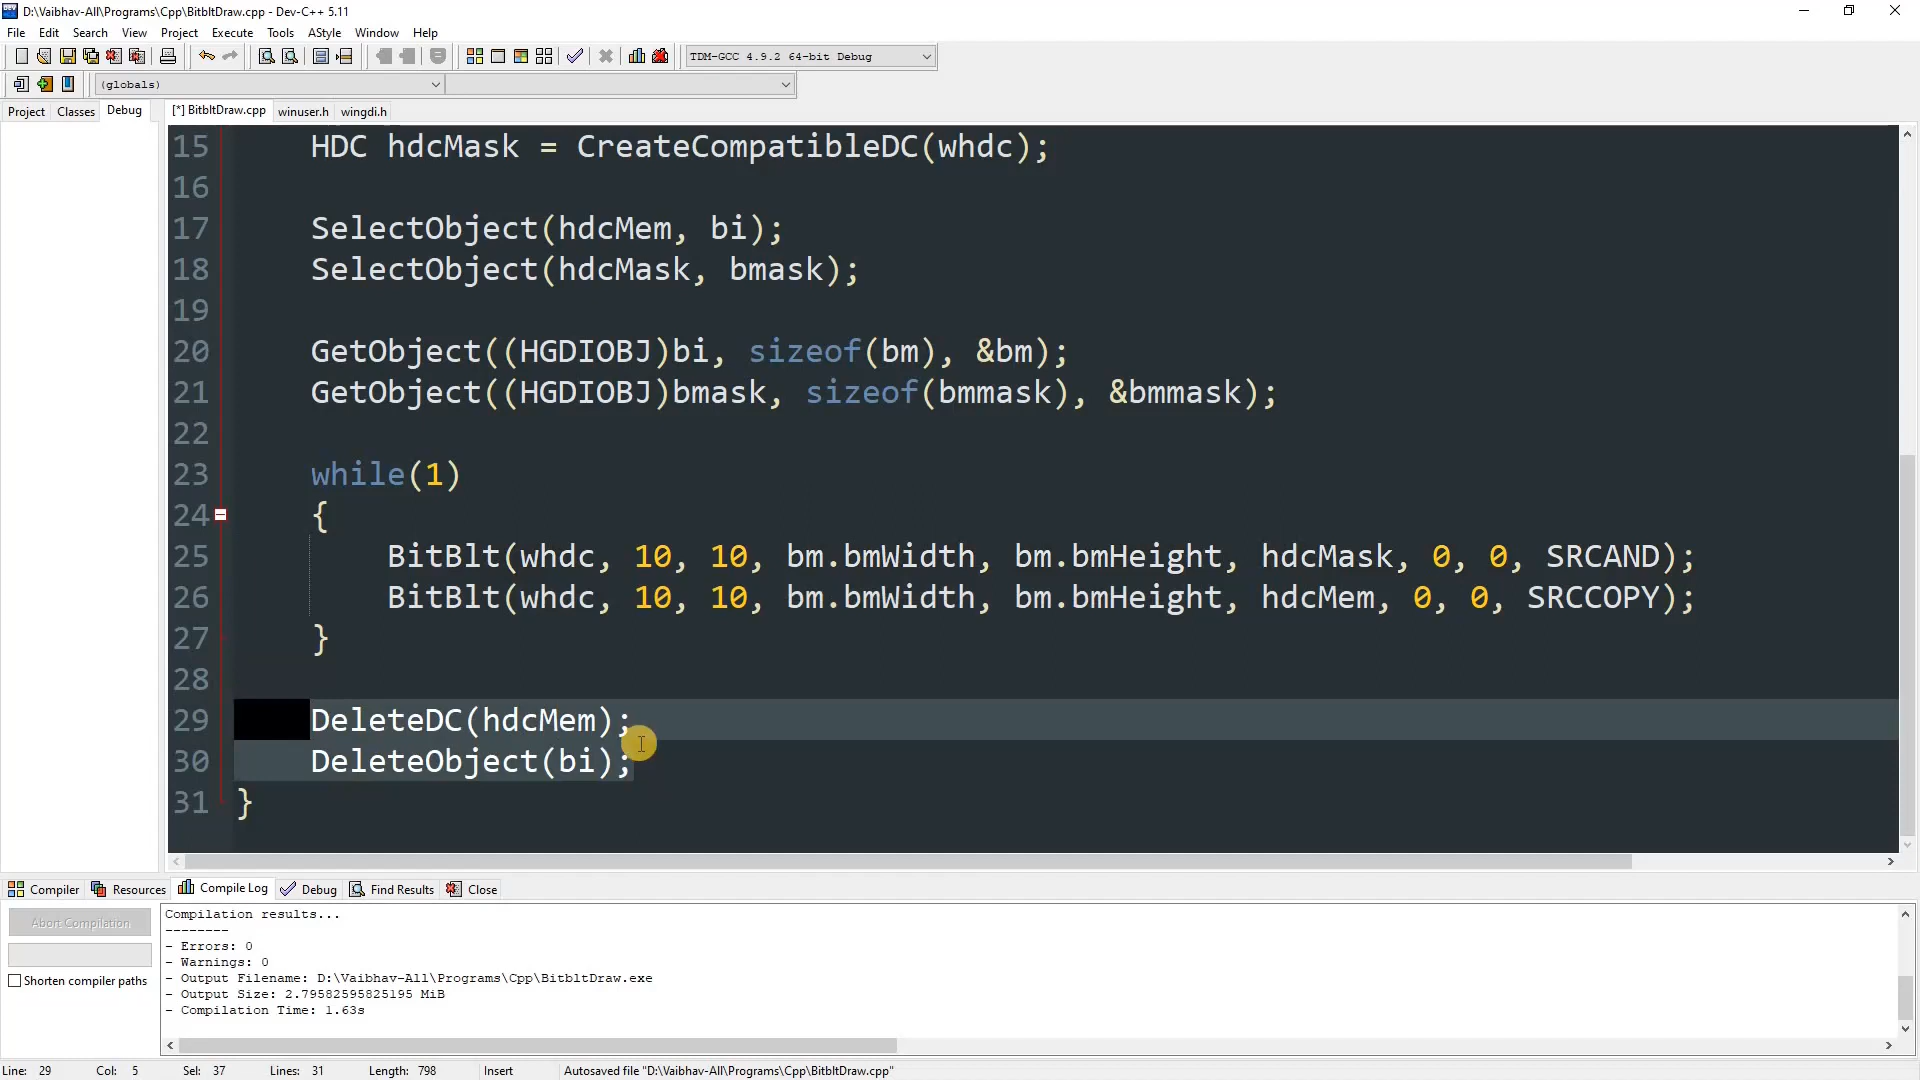 D:\Vaibhav-All\Programs\Cpp\BitbltDraw.cpp - Dev-C++ 5.11
File Edit Search View Project Execute Tools AStyle Window Help
TDM-GCC 4.9.2 64-bit Debug
(globals)
Project Classes Debug [*] BitbltDraw.cpp winuser.h wingdi.h
15 HDC hdcMask = CreateCompatibleDC(whdc);
16
17 SelectObject(hdcMem, bi);
18 SelectObject(hdcMask, bmask);
19
20 GetObject((HGDIOBJ)bi, sizeof(bm), &bm);
21 GetObject((HGDIOBJ)bmask, sizeof(bmmask), &bmmask);
22
23 while(1)
24 {
25 BitBlt(whdc, 10, 10, bm.bmWidth, bm.bmHeight, hdcMask, 0, 0, SRCAND);
26 BitBlt(whdc, 10, 10, bm.bmWidth, bm.bmHeight, hdcMem, 0, 0, SRCCOPY);
27 }
28
29 DeleteDC(hdcMem);
30 DeleteObject(bi);
31 }
Compiler Resources Compile Log Debug Find Results Close
Abort Compilation
Shorten compiler paths
Compilation results...
--------
- Errors: 0
- Warnings: 0
- Output Filename: D:\Vaibhav-All\Programs\Cpp\BitbltDraw.exe
- Output Size: 2.79582595825195 MiB
- Compilation Time: 1.63s
Line: 29 Col: 5 Sel: 37 Lines: 31 Length: 798 Insert Autosaved file "D:\Vaibhav-All\Programs\Cpp\BitbltDraw.cpp"